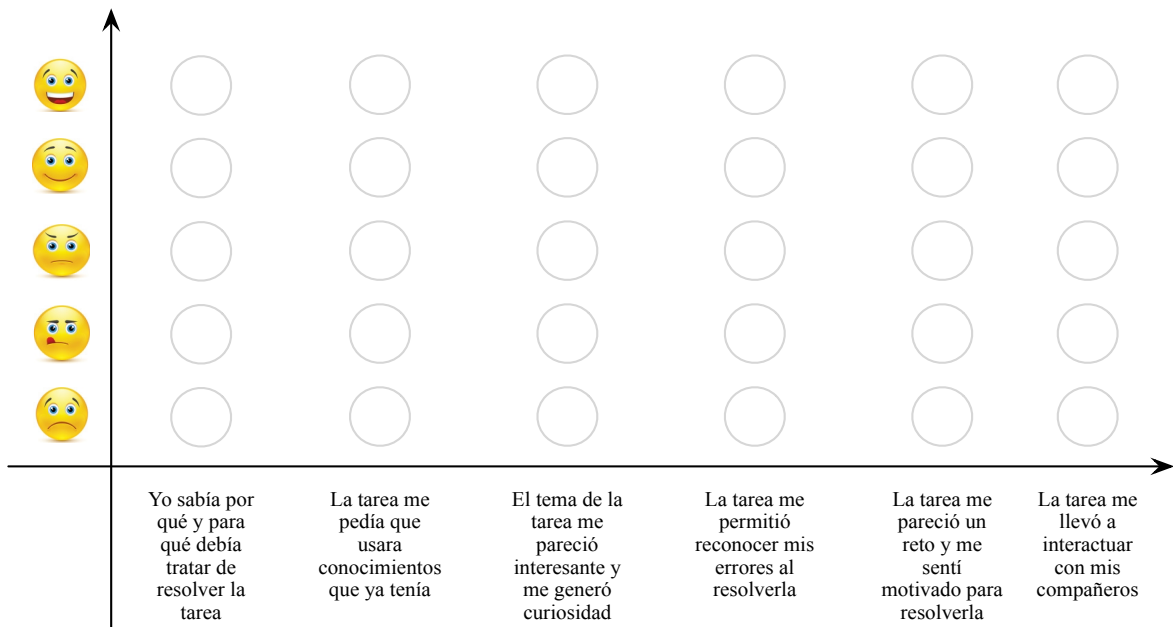 Yo sabía por
qué y para
qué debía
tratar de
resolver la
tarea
La tarea me
pedía que
usara
conocimientos
que ya tenía
El tema de la
tarea me
pareció
interesante y
me generó
curiosidad
La tarea me
permitió
reconocer mis
errores al
resolverla
La tarea me
pareció un
reto y me
sentí
motivado para
resolverla
La tarea me
llevó a
interactuar
con mis
compañeros